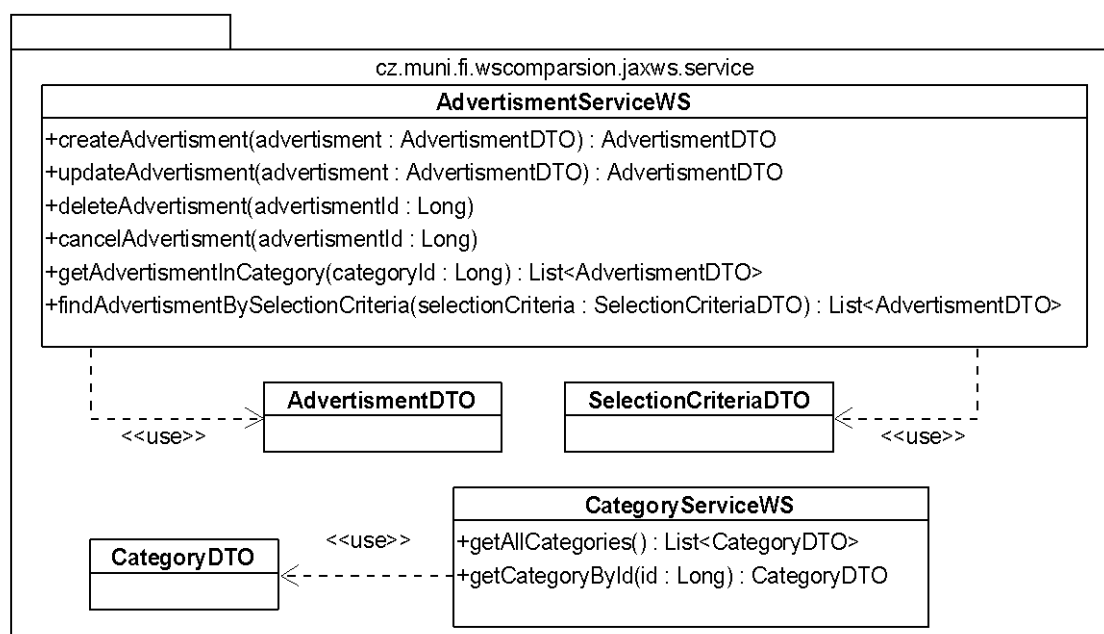 cz.muni.fi.wscomparsion.jaxws.service
AdvertismentServiceWS
+createAdvertisment(advertisment : AdvertismentDTO) : AdvertismentDTO
+updateAdvertisment(advertisment : AdvertismentDTO) : AdvertismentDTO
+deleteAdvertisment(advertismentId : Long)
+cancelAdvertisment(advertismentId : Long)
+getAdvertismentInCategory(categoryId : Long) : List<AdvertismentDTO>
+findAdvertismentBySelectionCriteria(selectionCriteria : SelectionCriteriaDTO) : List<AdvertismentDTO>
AdvertismentDTO
SelectionCriteriaDTO
<<use>>
<<use>>
CategoryServiceWS
<<use>>
+getAllCategories() : List<CategoryDTO>
CategoryDTO
+getCategoryById(id : Long) : CategoryDTO